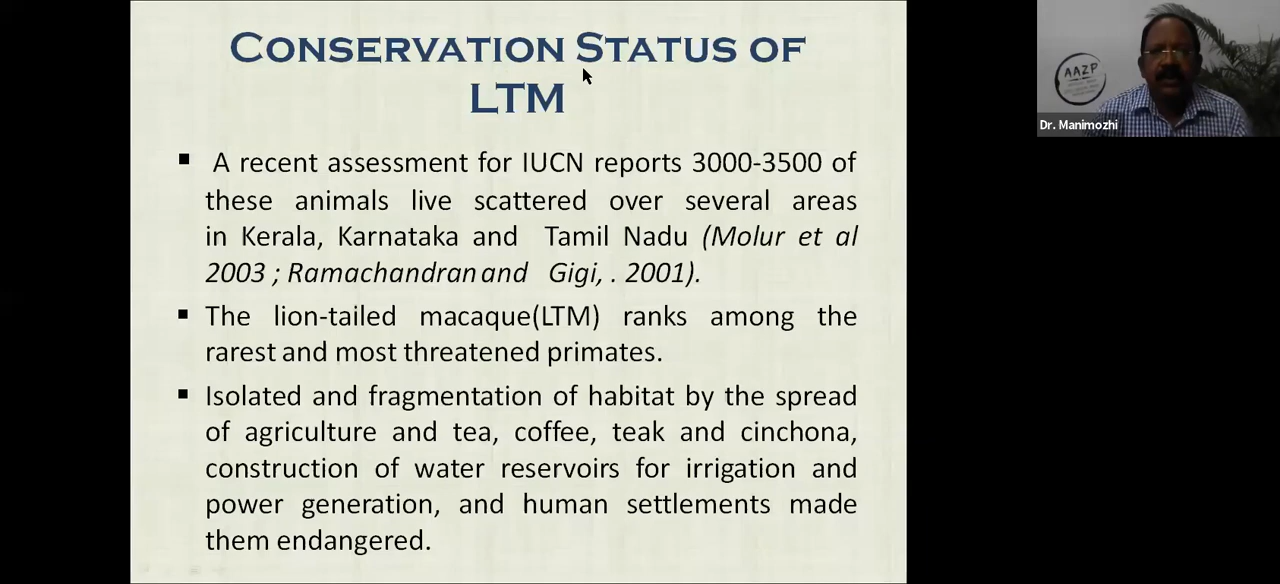 CONSERVATION STATUS OF
LTM
▪ A recent assessment for IUCN reports 3000-3500 of
these animals live scattered over several areas
in Kerala, Karnataka and Tamil Nadu (Molur et al
2003 ; Ramachandran and Gigi, . 2001).
▪ The lion-tailed macaque(LTM) ranks among the
rarest and most threatened primates.
▪ Isolated and fragmentation of habitat by the spread
of agriculture and tea, coffee, teak and cinchona,
construction of water reservoirs for irrigation and
power generation, and human settlements made
them endangered.
AAZP
Dr. Manimozhi